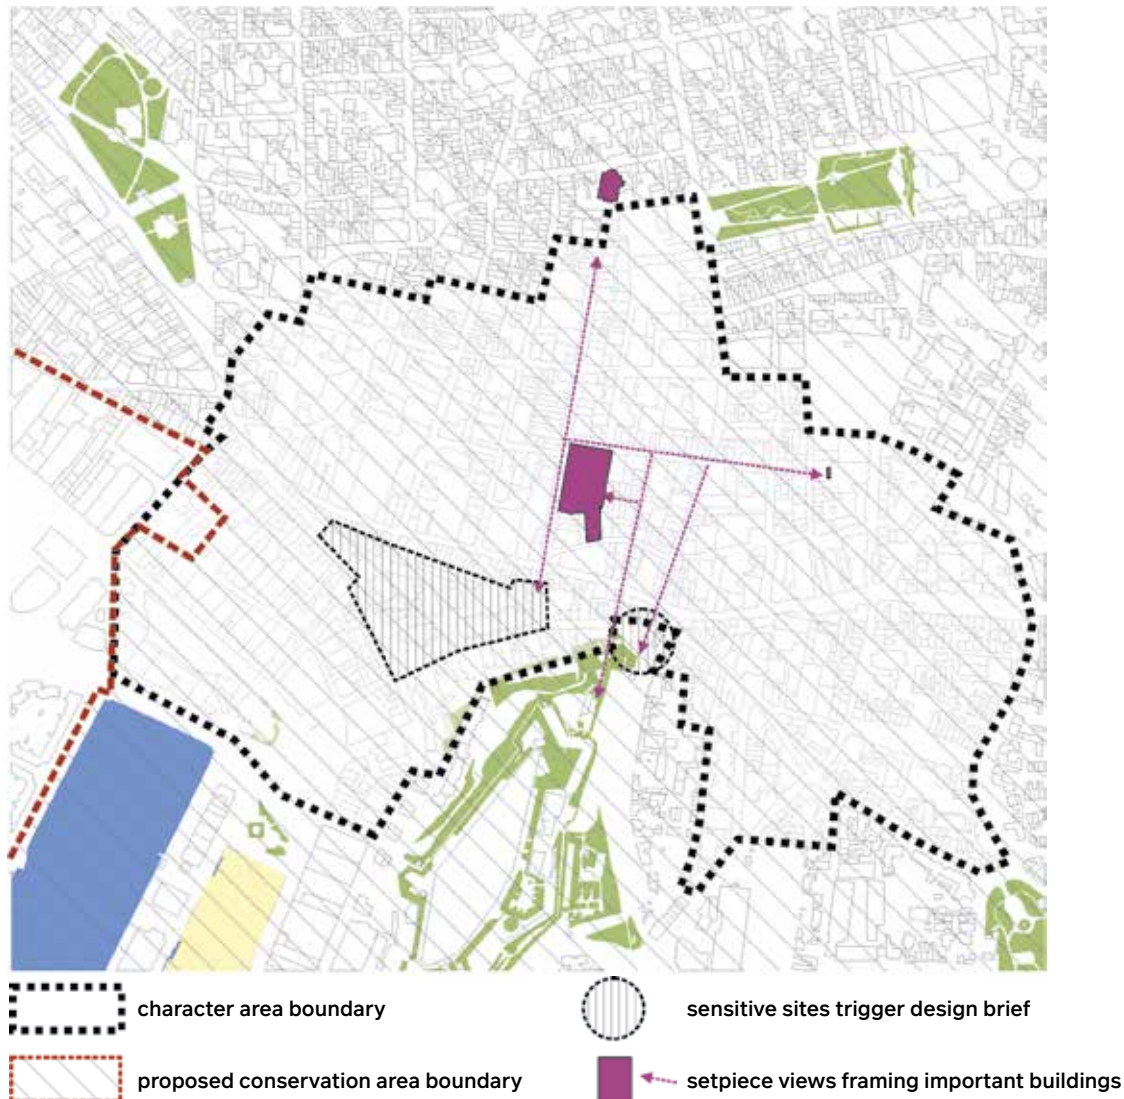 character area boundary
sensitive sites trigger design brief
proposed conservation area boundary
setpiece views framing important buildings